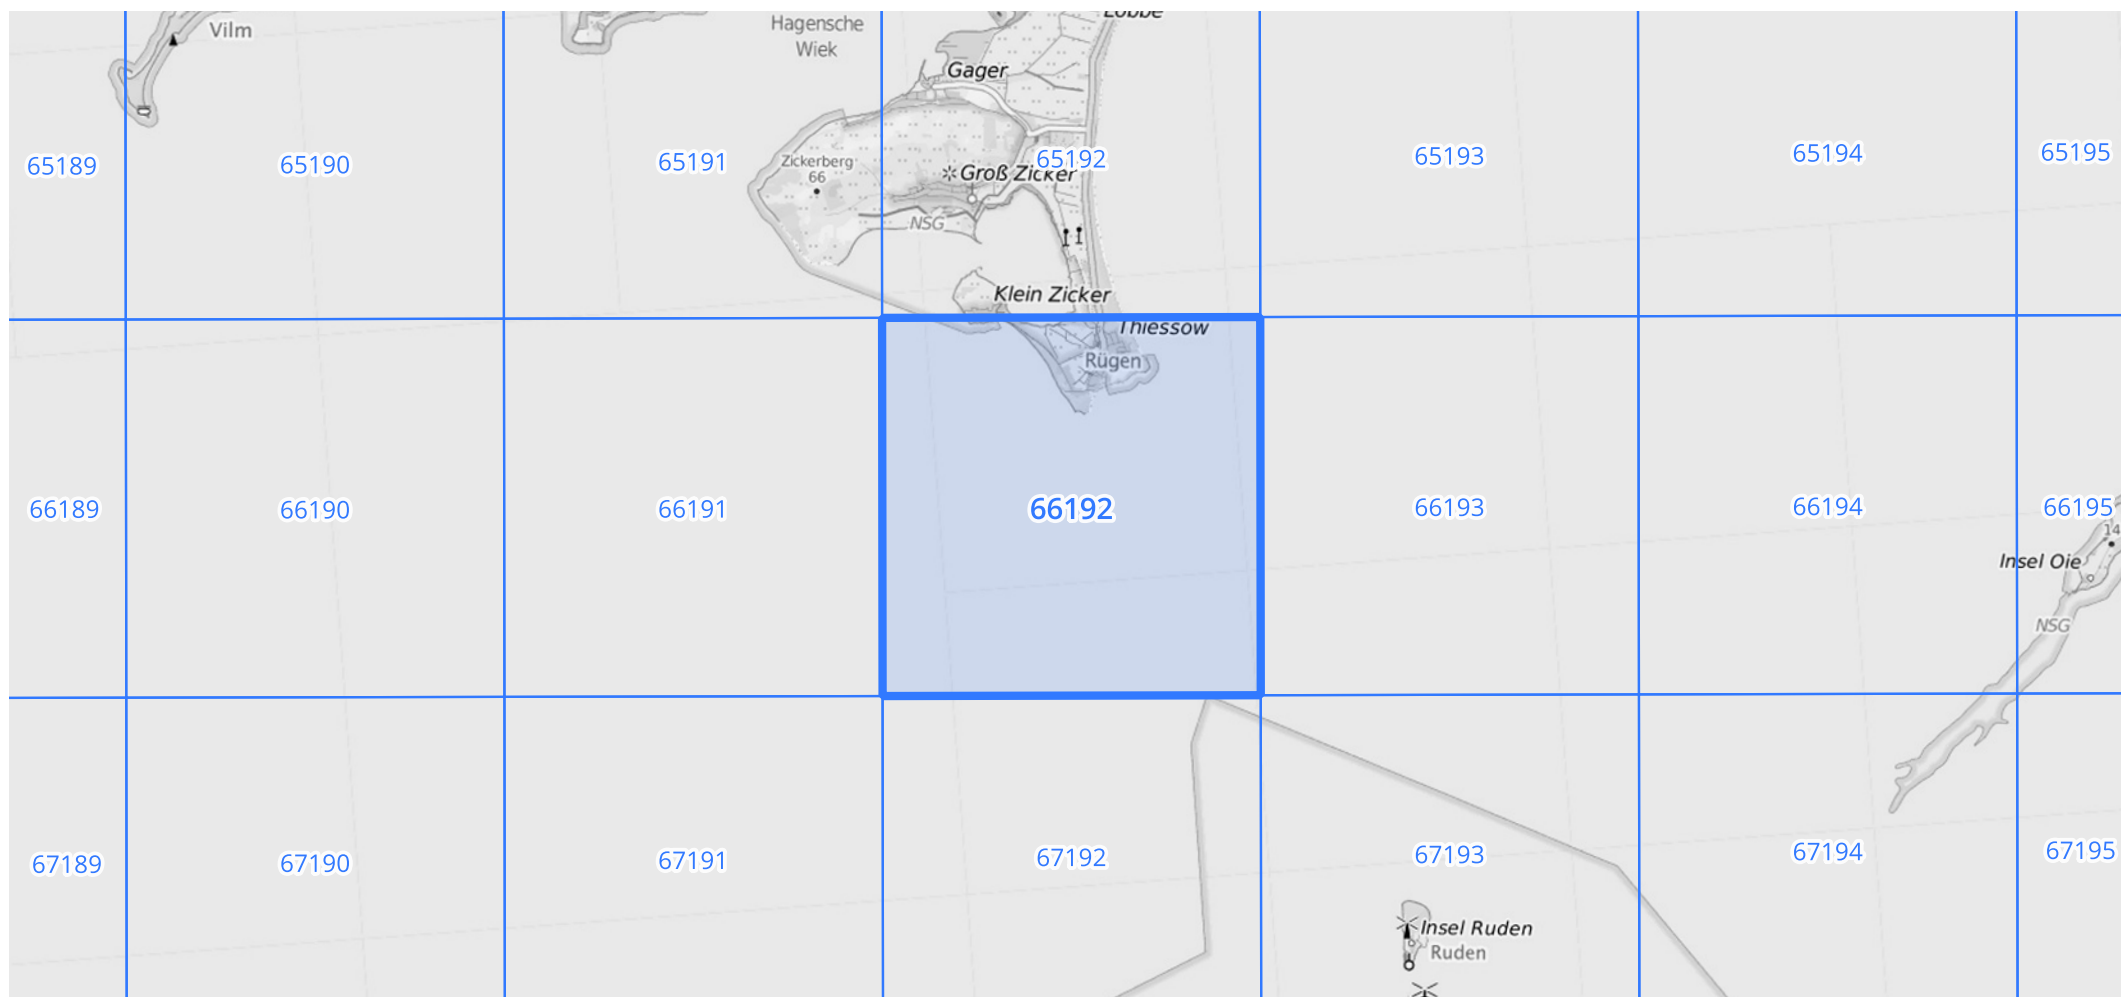 Lobbe
Vilm
Hagensche
Wiek
Gager
65189
65190
65191
Zickerberg
66
65192
Groß Zicker
NSG
65193
65194
65195
Klein Zicker
Thiessow
Rügen
66189
66190
66191
66192
66193
66194
66195
14
Insel Oie
NSG
67189
67190
67191
67192
67193
67194
67195
Insel Ruden
Ruden